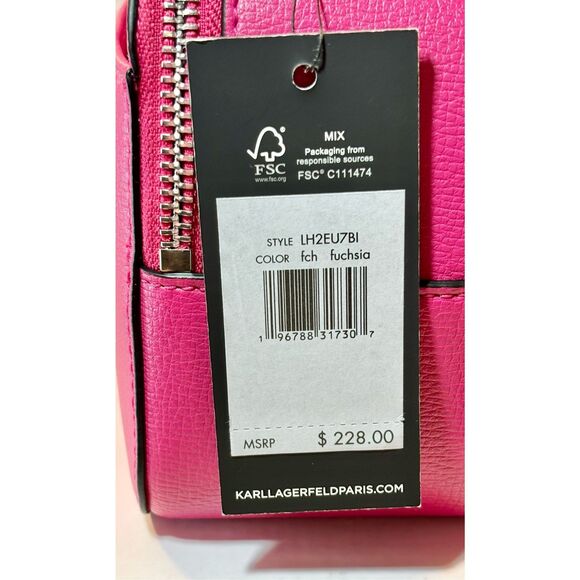 MIX
Packaging from
responsible sources
FSC
www.fsc.org
FSC® C111474
STYLE LH2EU7BI
COLOR fch fuchsia
1 96788 31730 7
MSRP $ 228.00
KARLLAGERFELDPARIS.COM